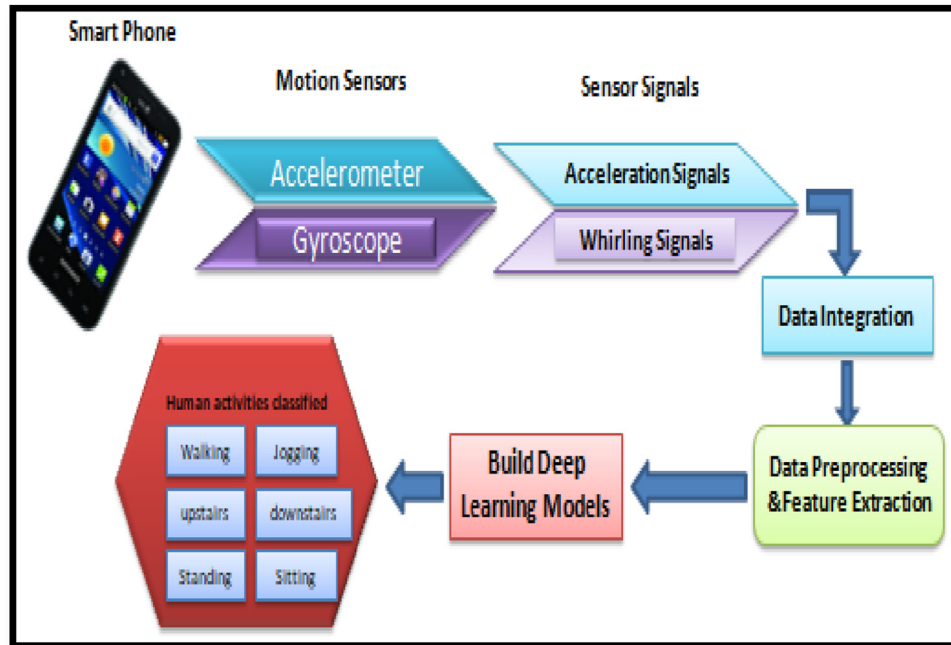 Smart Phone
Motion Sensors
Sensor Signals
Accelerometer
Gyroscope
Acceleration Signals
Whirling Signals
Data Integration
Data Preprocessing
&Feature Extraction
Build Deep
Learning Models
Human activities classified
Walking
Jogging
upstairs
downstairs
Standing
Sitting